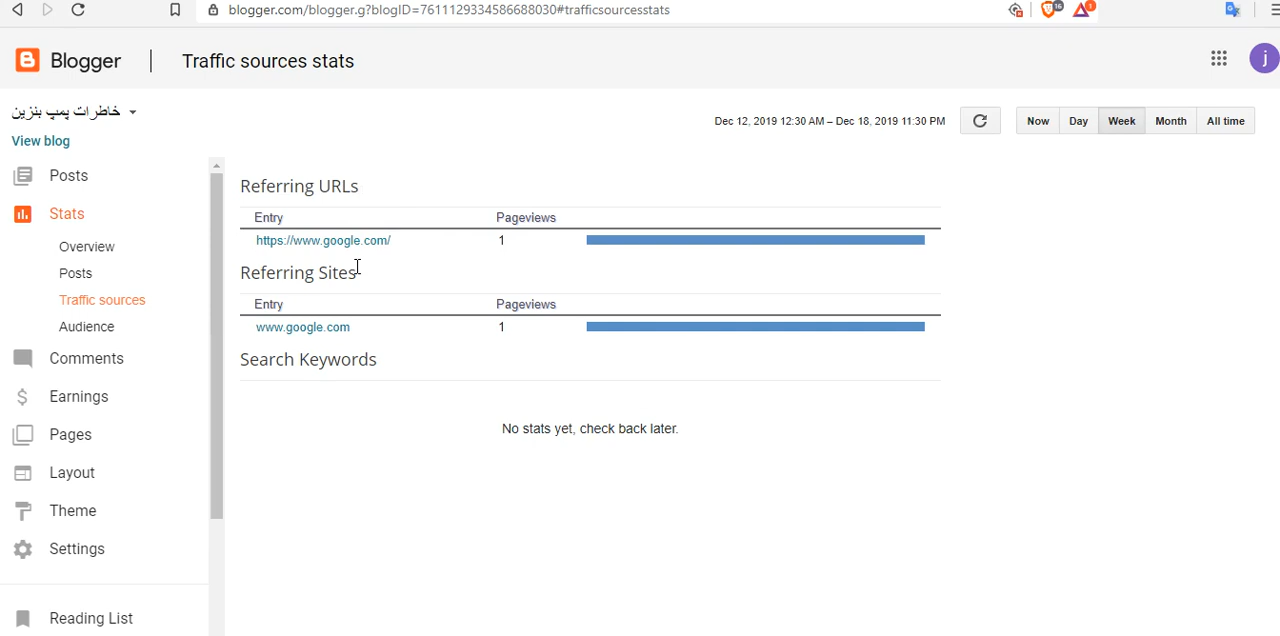 blogger.com/blogger.g?blogID=7611129334586688030#trafficsourcesstats
16
1
Blogger
Traffic sources stats
j
خاطرات پمپ بنزین
View blog
Dec 12, 2019 12:30 AM – Dec 18, 2019 11:30 PM
Now
Day
Week
Month
All time
Posts
Stats
Overview
Posts
Traffic sources
Audience
Comments
Earnings
Pages
Layout
Theme
Settings
Reading List
Referring URLs
Entry Pageviews
https://www.google.com/ 1
Referring Sites
Entry Pageviews
www.google.com 1
Search Keywords
No stats yet, check back later.